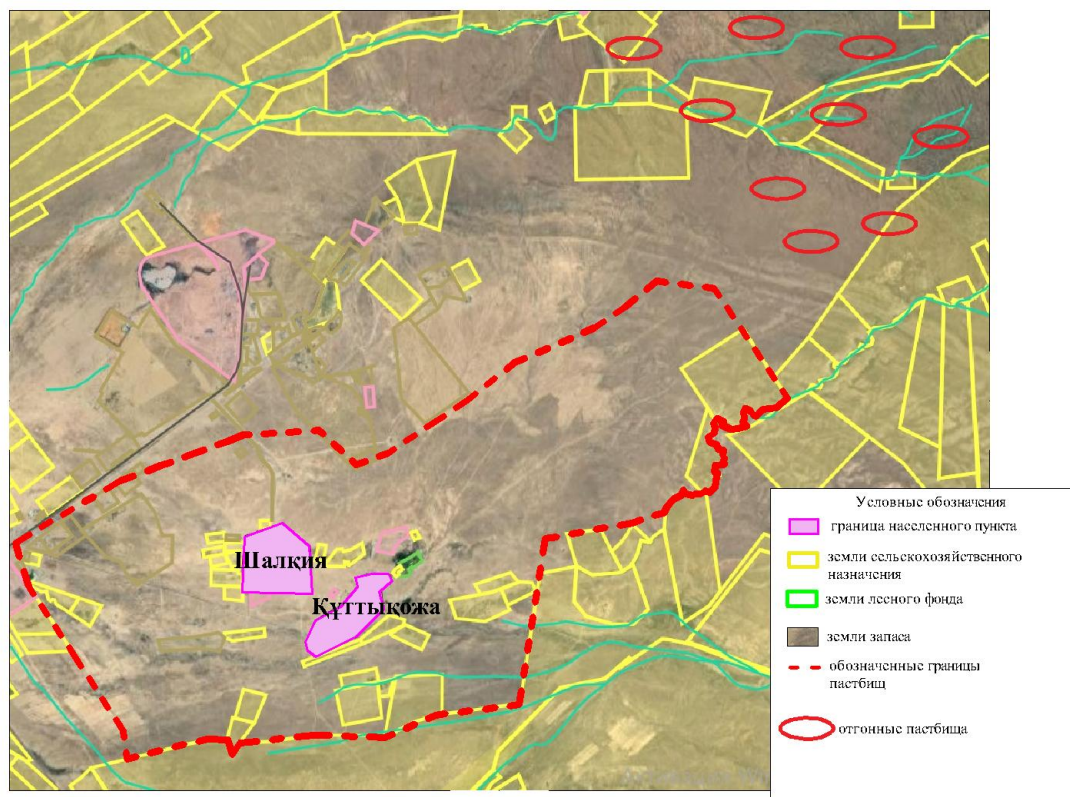 Шалқия
Құттықожа
Условные обозначения
граница населенного пункта
земли сельскохозяйственного
назначения
земли лесного фонда
земли запаса
обозначенные границы
пастбищ
отгонные пастбища